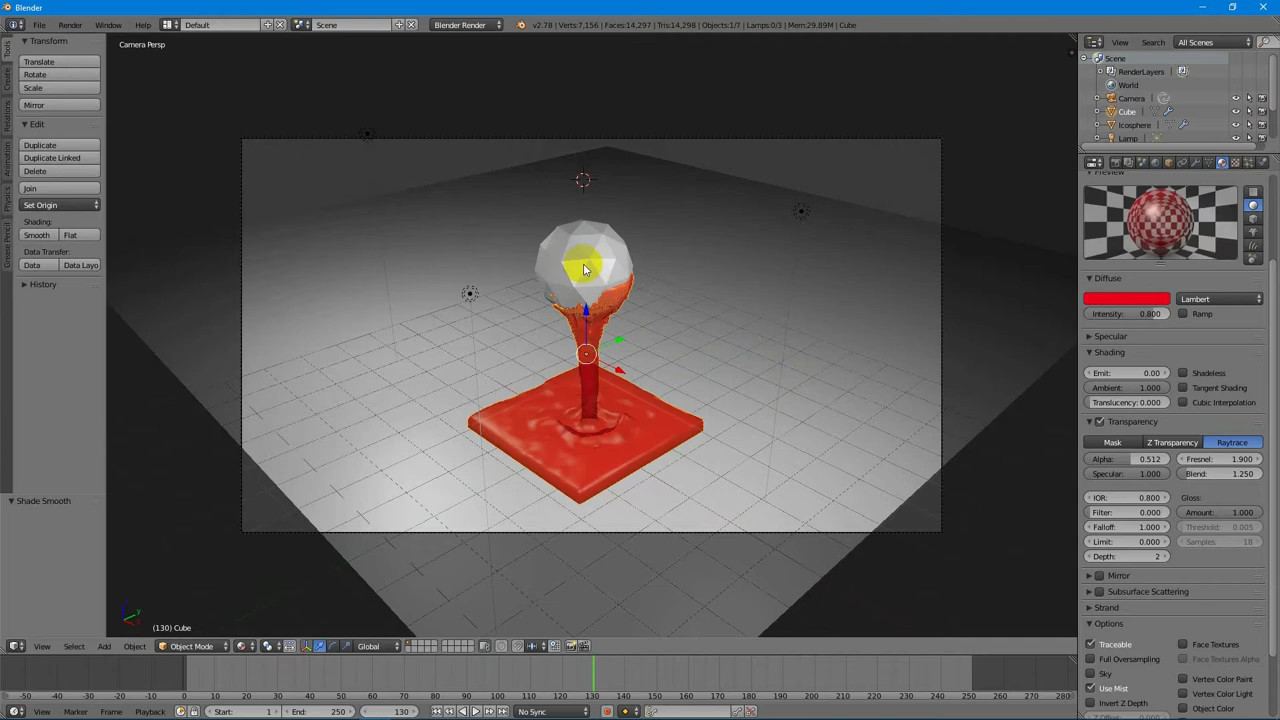 Blender
File Render Window Help Default Scene Blender Render v2.78 | Verts:7,156 | Faces:14,297 | Tris:14,298 | Objects:1/7 | Lamps:0/3 | Mem:29.89M | Cube
View Search All Scenes
Transform
Translate
Rotate
Scale
Mirror
Edit
Duplicate
Duplicate Linked
Delete
Join
Set Origin
Shading:
Smooth Flat
Data Transfer:
Data Data Layo
History
Shade Smooth
Tools
Create
Relations
Animation
Physics
Grease Pencil
Camera Persp
(130) Cube
Scene
RenderLayers
World
Camera
Cube
Icosphere
Lamp
Preview
Diffuse
Lambert
Intensity: 0.800 Ramp
Specular
Shading
Emit: 0.00 Shadeless
Ambient: 1.000 Tangent Shading
Translucency: 0.000 Cubic Interpolation
Transparency
Mask Z Transparency Raytrace
Alpha: 0.512 Fresnel: 1.900
Specular: 1.000 Blend: 1.250
IOR: 0.800 Gloss:
Filter: 0.000 Amount: 1.000
Falloff: 1.000 Threshold: 0.005
Limit: 0.000 Samples: 18
Depth: 2
Mirror
Subsurface Scattering
Strand
Options
Traceable Face Textures
Full Oversampling Face Textures Alpha
Sky Vertex Color Paint
Use Mist Vertex Color Light
Invert Z Depth Object Color
View Select Add Object Object Mode Global
-50 -40 -30 -20 -10 0 10 20 30 40 50 60 70 80 90 100 110 120 130 140 150 160 170 180 190 200 210 220 230 240 250 260 270 280
View Marker Frame Playback Start: 1 End: 250 130 No Sync